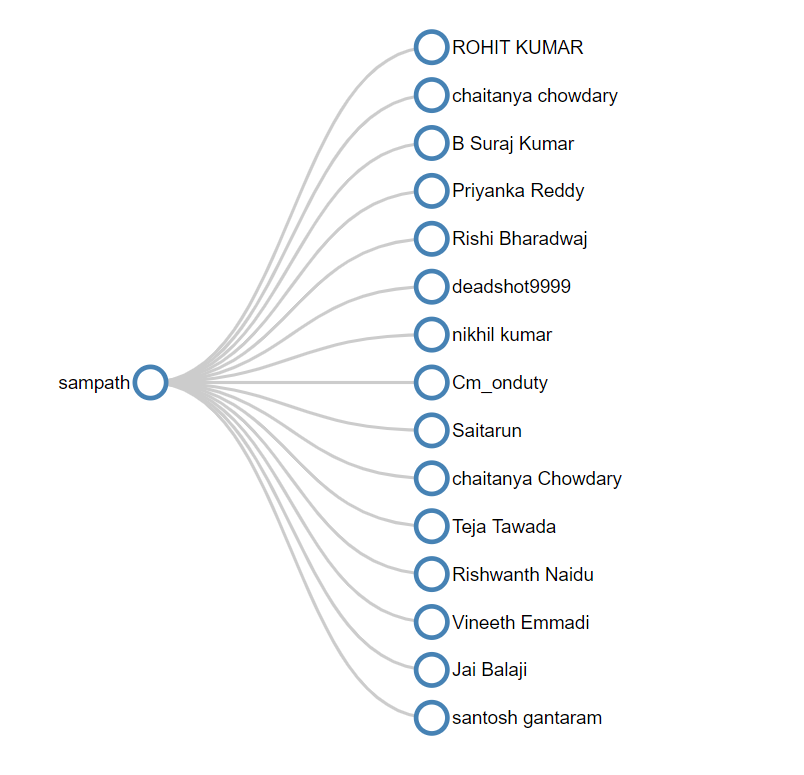 ROHIT KUMAR
chaitanya chowdary
B Suraj Kumar
Priyanka Reddy
Rishi Bharadwaj
deadshot9999
nikhil kumar
sampath
Cm_onduty
Saitarun
chaitanya Chowdary
Teja Tawada
Rishwanth Naidu
Vineeth Emmadi
Jai Balaji
santosh gantaram